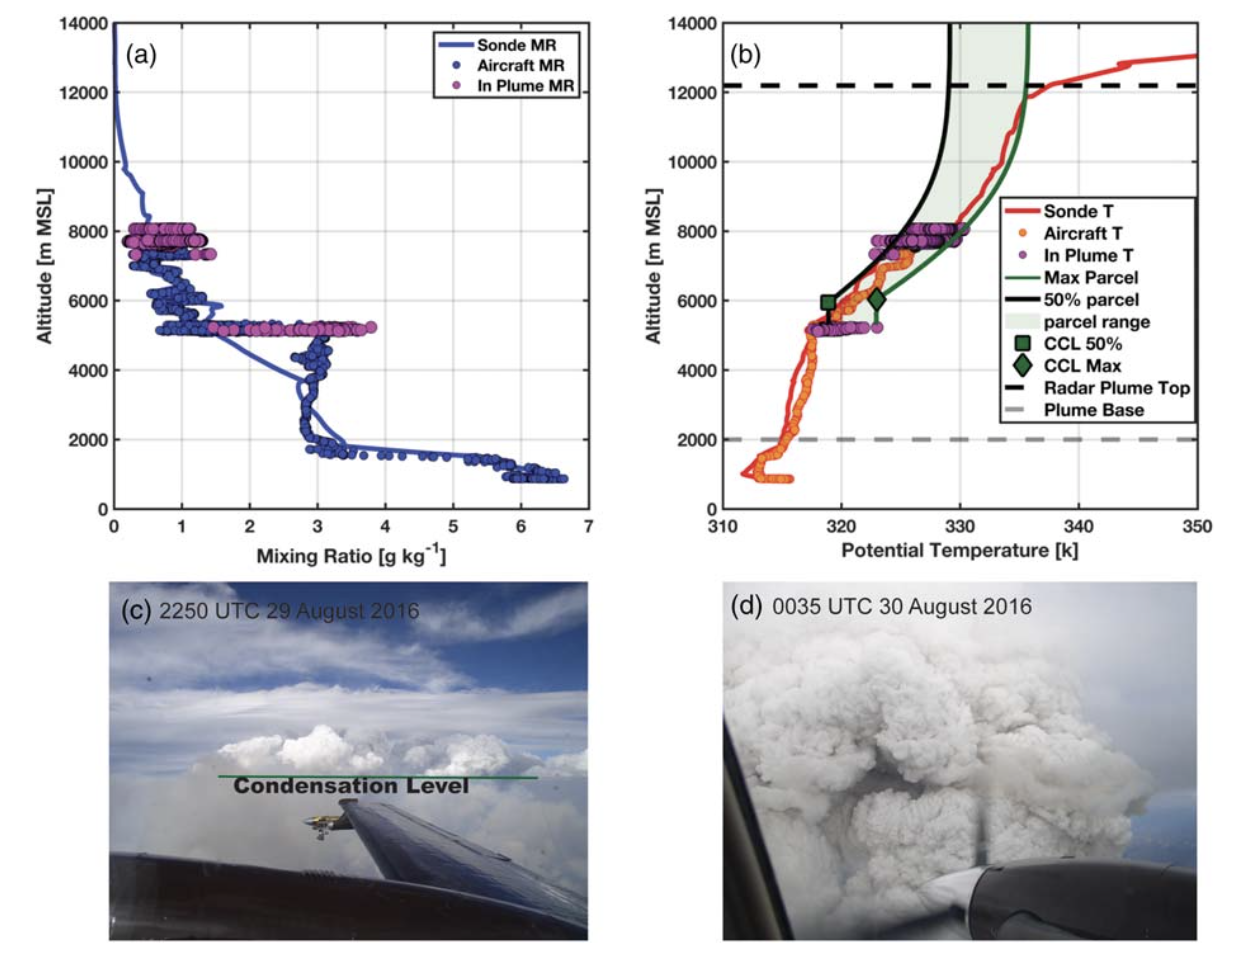 (a)
Sonde MR
Aircraft MR
In Plume MR
14000
12000
10000
8000
6000
4000
2000
0
Altitude [m MSL]
0 1 2 3 4 5 6 7
Mixing Ratio [g kg-1]
(b)
14000
12000
10000
8000
6000
4000
2000
0
Altitude [m MSL]
Sonde T
Aircraft T
In Plume T
Max Parcel
50% parcel
parcel range
CCL 50%
CCL Max
Radar Plume Top
Plume Base
310 320 330 340 350
Potential Temperature [k]
(c) 2250 UTC 29 August 2016
Condensation Level
(d) 0035 UTC 30 August 2016